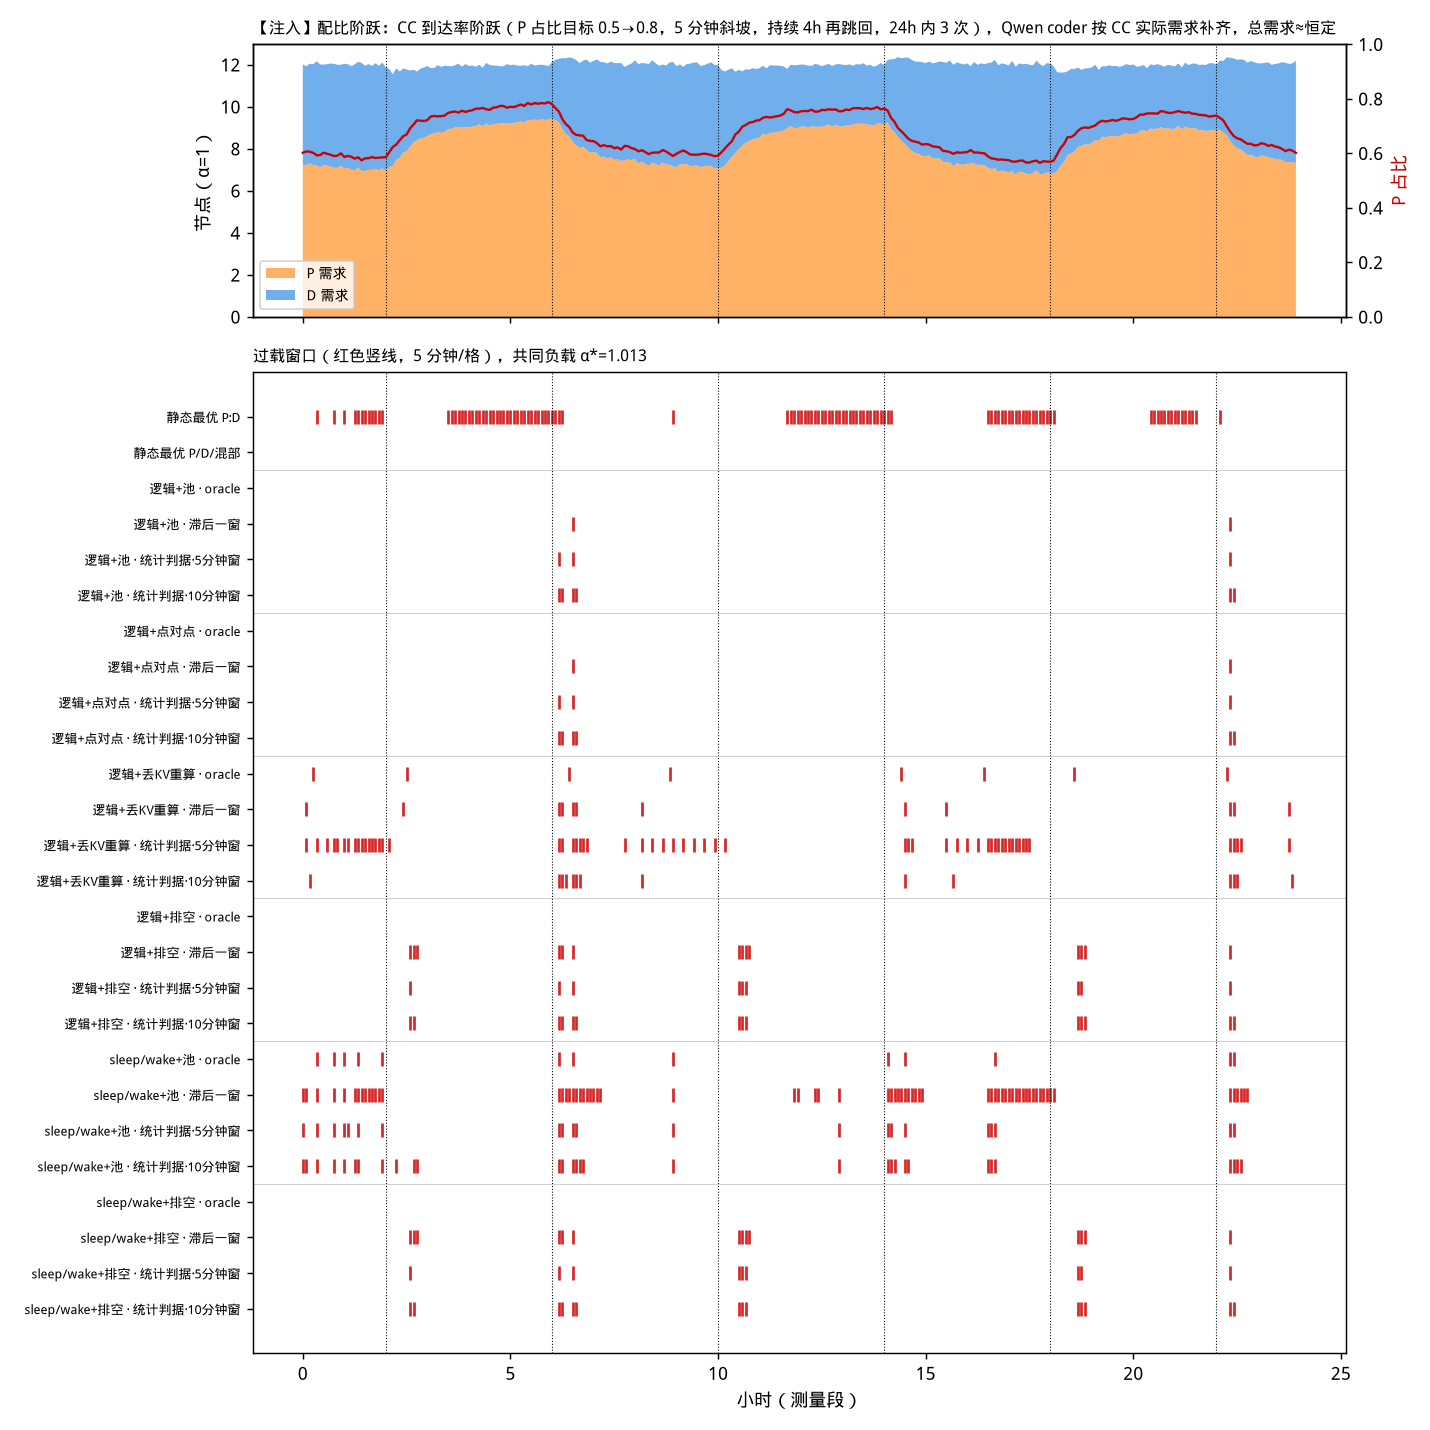 【注入】配比阶跃：CC 到达率阶跃（P 占比目标 0.5→0.8，5 分钟斜坡，持续 4h 再跳回，24h 内 3 次），Qwen coder 按 CC 实际需求补齐，总需求≈恒定
12
10
8
6
4
2
0
节点（α=1）
1.0
0.8
0.6
0.4
0.2
0.0
P 占比
P 需求
D 需求
过载窗口（红色竖线，5 分钟/格），共同负载 α*=1.013
静态最优 P:D
静态最优 P/D/混部
逻辑+池 · oracle
逻辑+池 · 滞后一窗
逻辑+池 · 统计判据·5分钟窗
逻辑+池 · 统计判据·10分钟窗
逻辑+点对点 · oracle
逻辑+点对点 · 滞后一窗
逻辑+点对点 · 统计判据·5分钟窗
逻辑+点对点 · 统计判据·10分钟窗
逻辑+丢KV重算 · oracle
逻辑+丢KV重算 · 滞后一窗
逻辑+丢KV重算 · 统计判据·5分钟窗
逻辑+丢KV重算 · 统计判据·10分钟窗
逻辑+排空 · oracle
逻辑+排空 · 滞后一窗
逻辑+排空 · 统计判据·5分钟窗
逻辑+排空 · 统计判据·10分钟窗
sleep/wake+池 · oracle
sleep/wake+池 · 滞后一窗
sleep/wake+池 · 统计判据·5分钟窗
sleep/wake+池 · 统计判据·10分钟窗
sleep/wake+排空 · oracle
sleep/wake+排空 · 滞后一窗
sleep/wake+排空 · 统计判据·5分钟窗
sleep/wake+排空 · 统计判据·10分钟窗
0 5 10 15 20 25
小时（测量段）